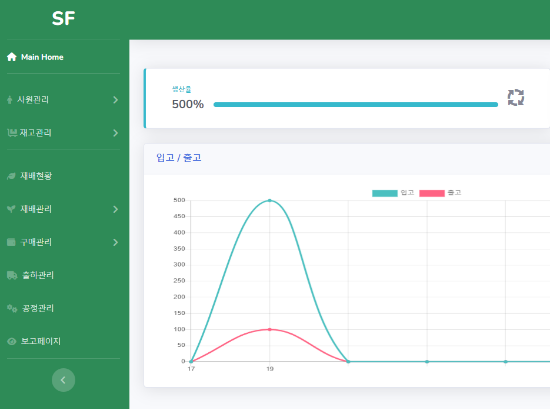 SF
Main Home
사원관리
재고관리
재배현황
재배관리
구매관리
출하관리
공정관리
보고페이지
생산률
500%
입고 / 출고
입고 출고
500
450
400
350
300
250
200
150
100
50
0
17 19